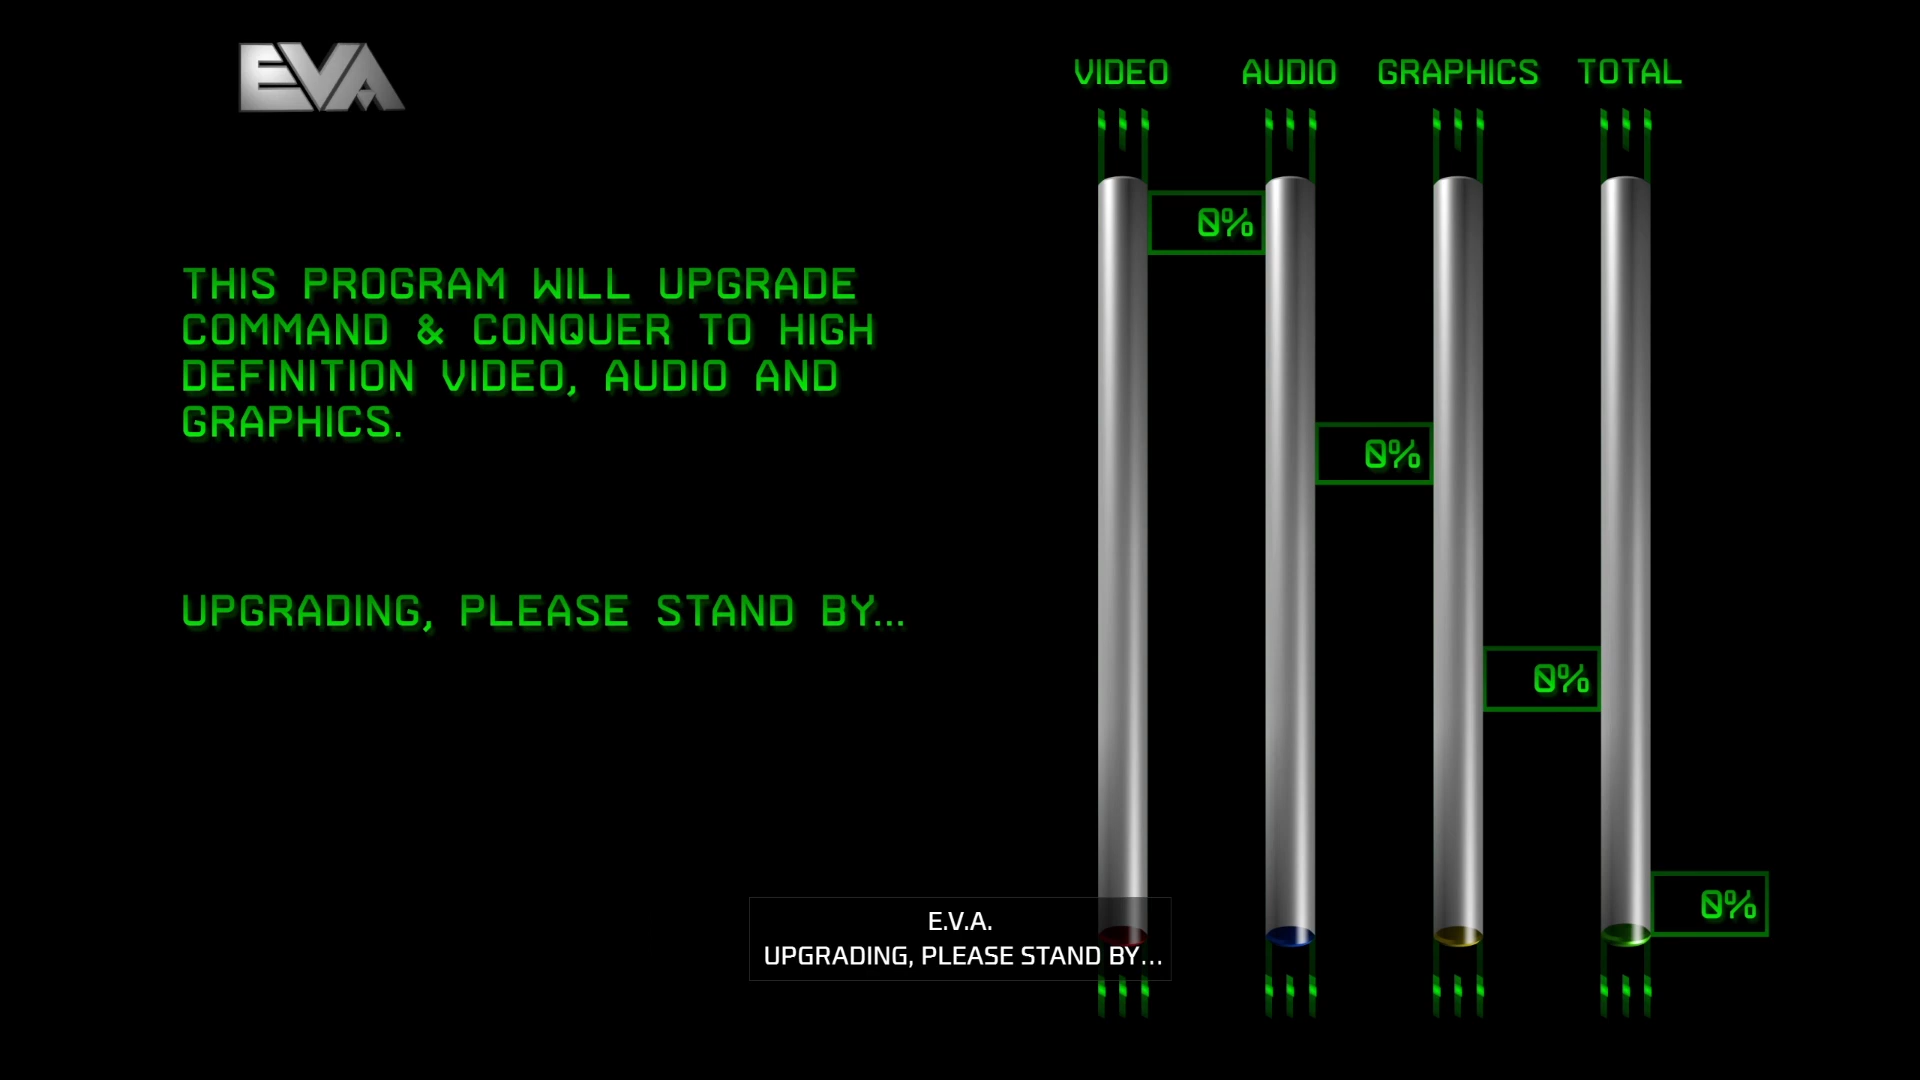 EVA
VIDEO AUDIO GRAPHICS TOTAL
0%
THIS PROGRAM WILL UPGRADE
COMMAND & CONQUER TO HIGH
DEFINITION VIDEO, AUDIO AND
GRAPHICS.
0%
UPGRADING, PLEASE STAND BY...
0%
0%
E.V.A.
UPGRADING, PLEASE STAND BY...